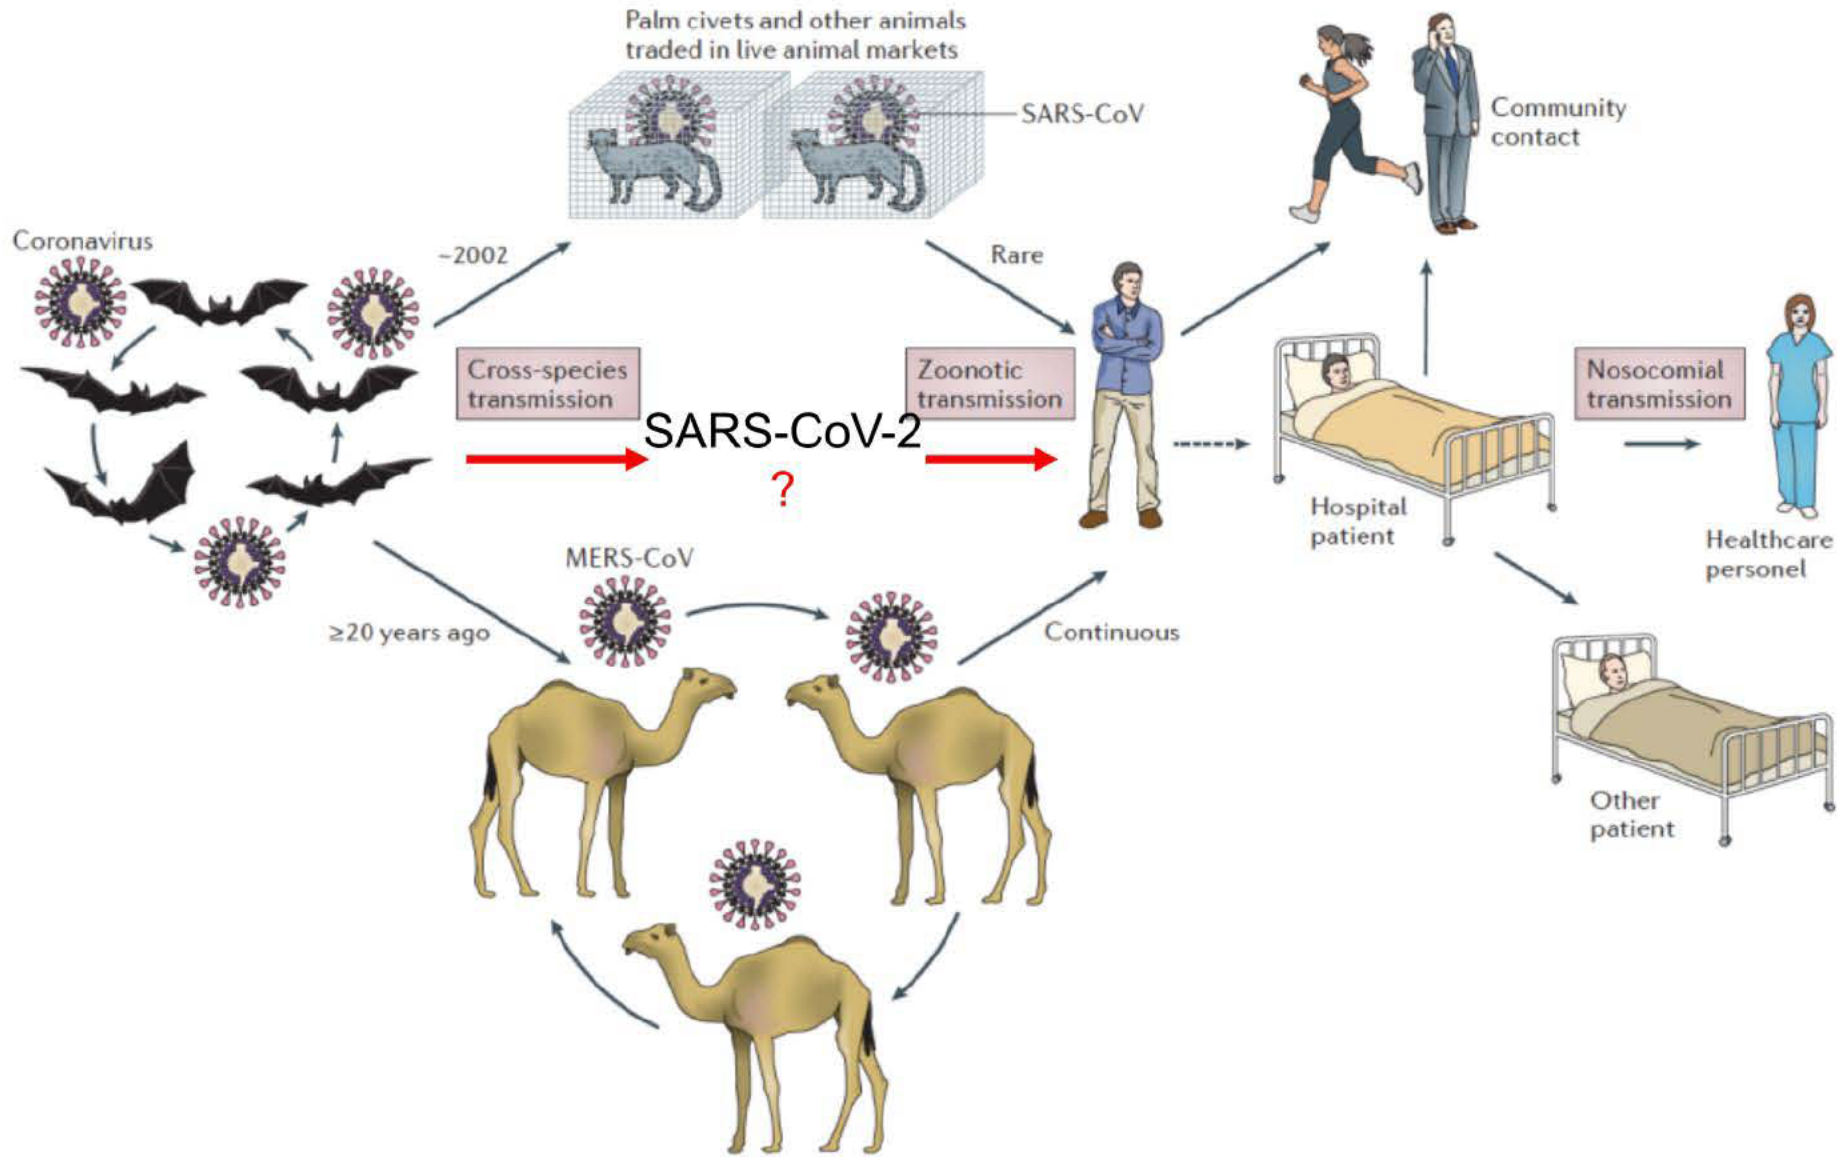 Palm civets and other animals
traded in live animal markets
SARS-CoV
Community
contact
Coronavirus
~2002
Rare
Cross-species
transmission
Zoonotic
transmission
Nosocomial
transmission
SARS-CoV-2
?
Hospital
patient
Healthcare
personel
MERS-CoV
≥20 years ago
Continuous
Other
patient